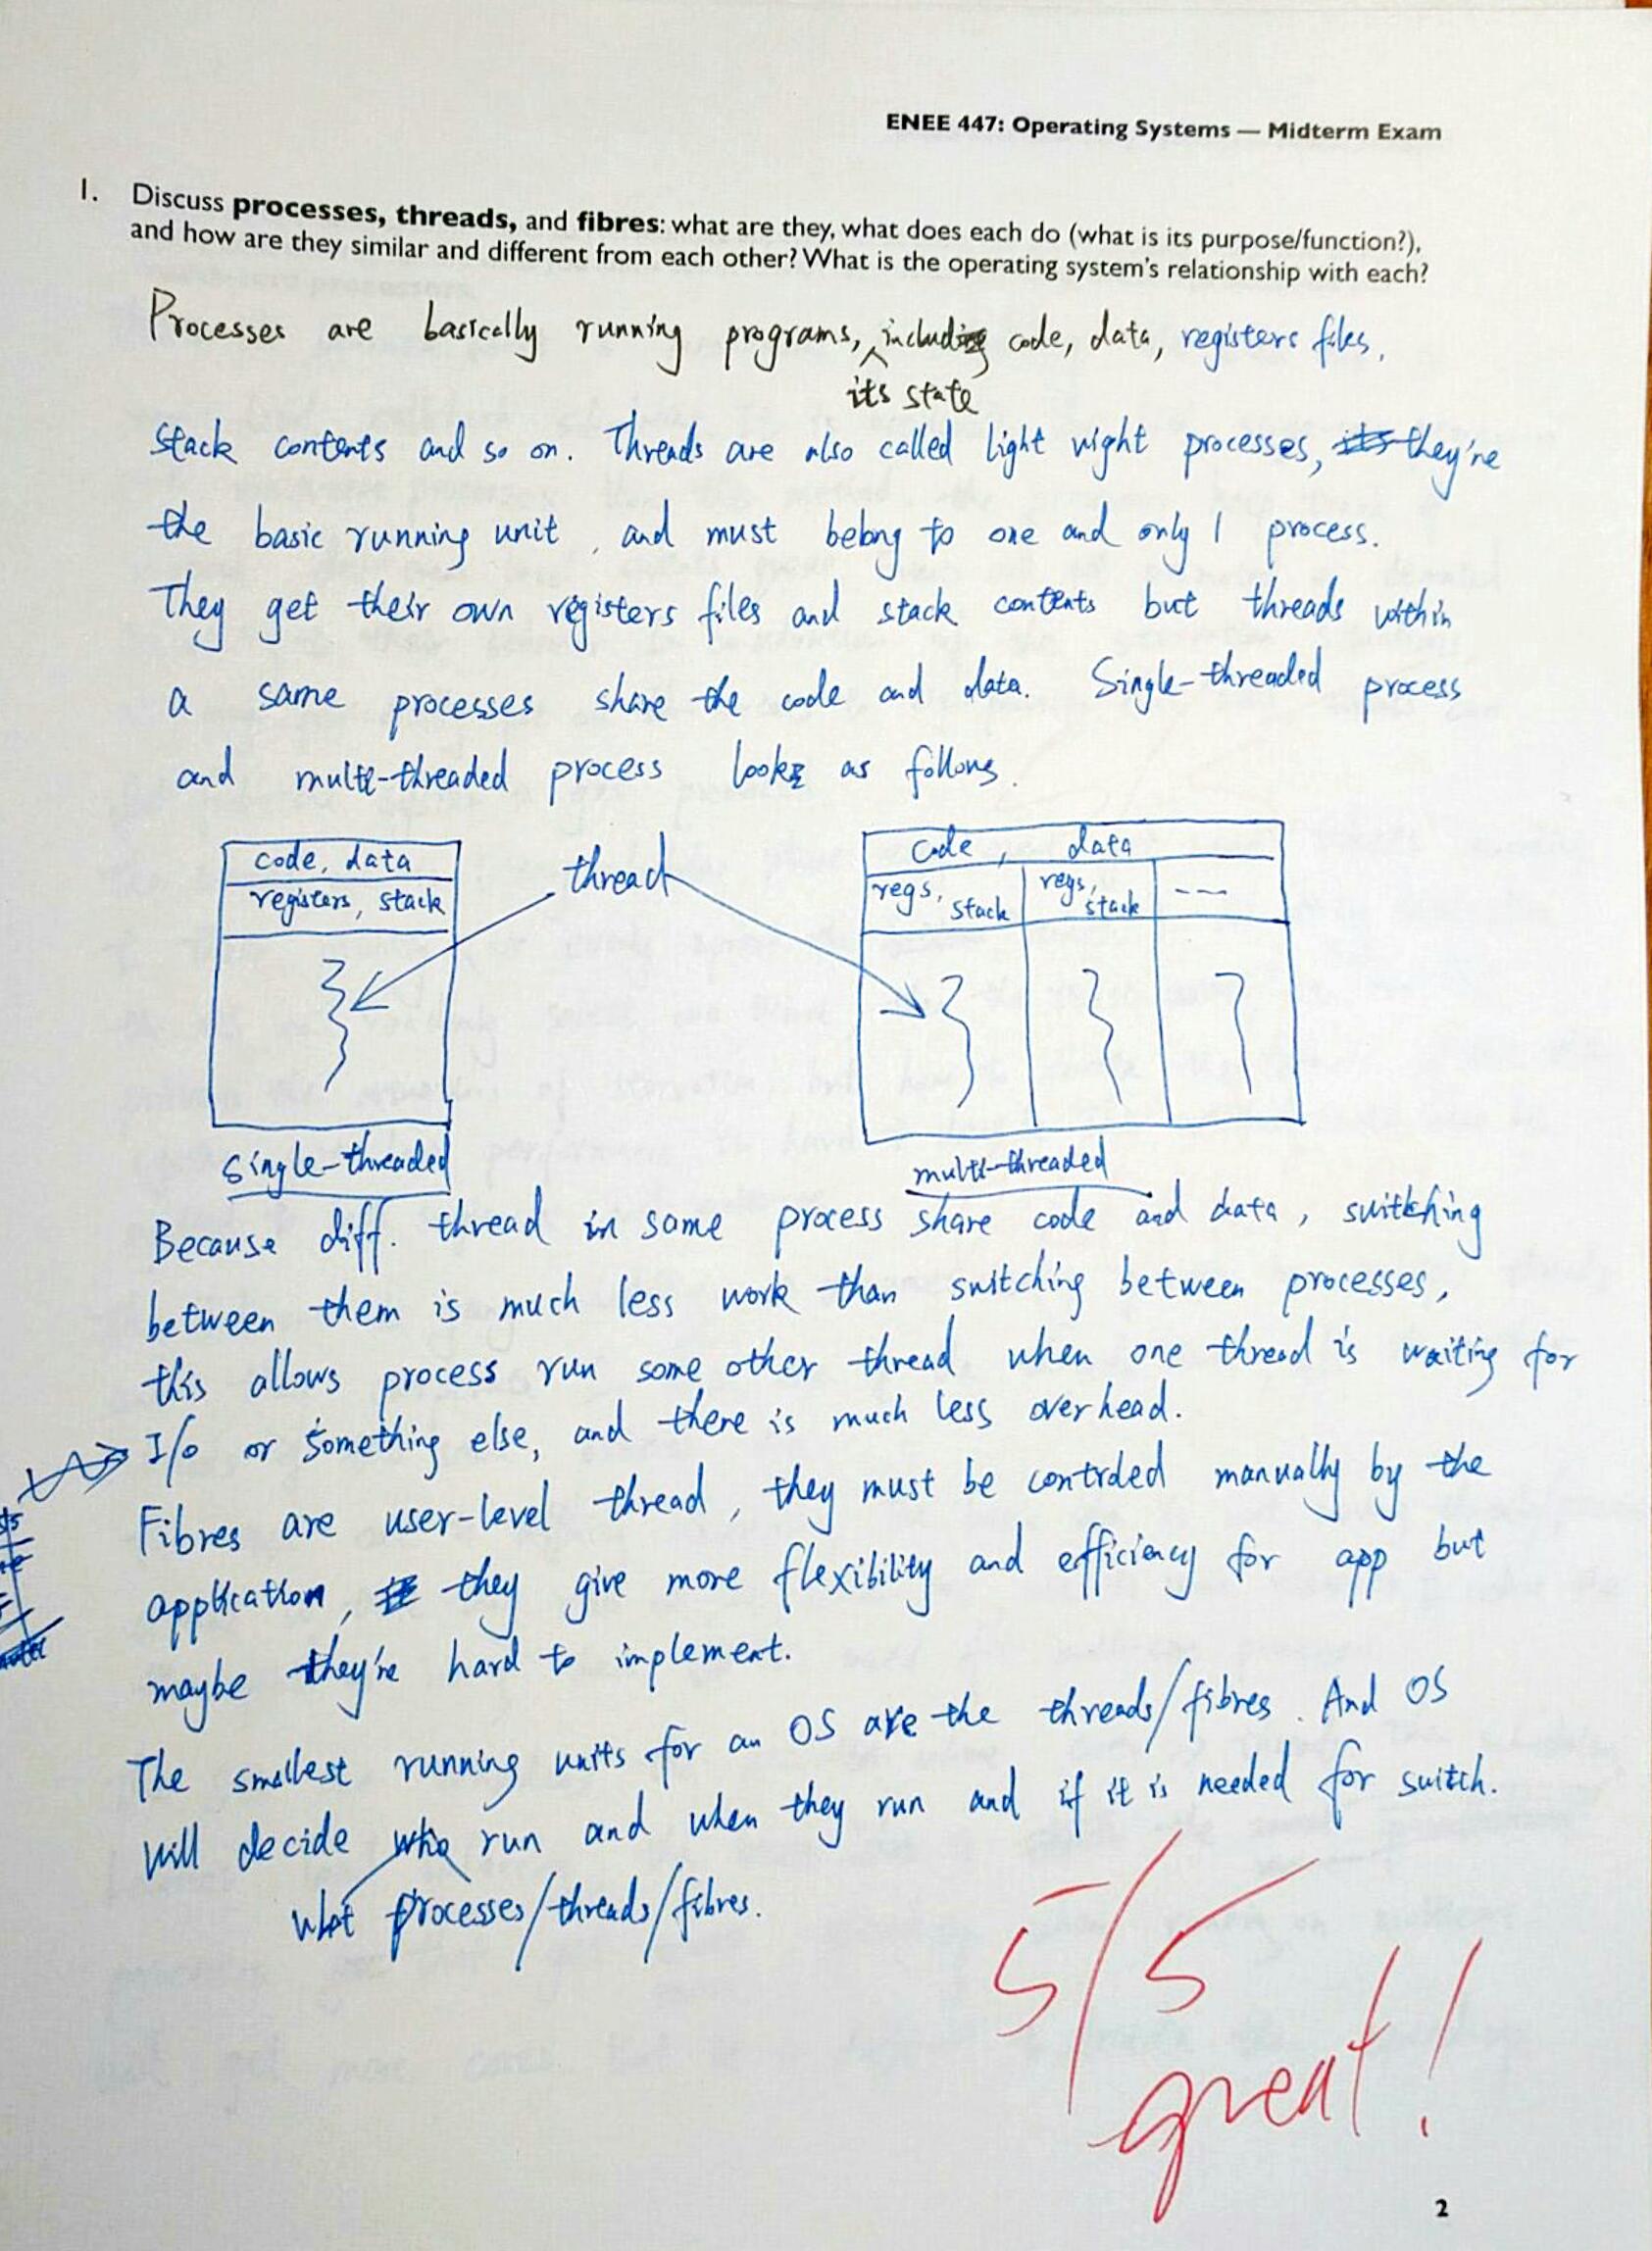 ENEE 447: Operating Systems — Midterm Exam
1. Discuss processes, threads, and fibres: what are they, what does each do (what is its purpose/function?),
and how are they similar and different from each other? What is the operating system's relationship with each?
Processes are basically running programs, including code, data, registers files,
its state
stack contents and so on. Threads are also called light wight processes, its they're
the basic running unit, and must belong to one and only 1 process.
They get their own registers files and stack contents but threads within
a same processes share the code and data. Single-threaded process
and multi-threaded process looks as follows.
code, data
registers, stack
thread
code, data
regs, stack
regs, stack
---
single-threaded
multi-threaded
Because diff. thread in same process share code and data, switching
between them is much less work than switching between processes,
this allows process run some other thread when one thread is waiting for
I/o or something else, and there is much less overhead.
Fibres are user-level thread, they must be controled manually by the
application, they give more flexibility and efficiency for app but
maybe they're hard to implement.
The smallest running units for an OS are the threads/fibres. And OS
will decide who run and when they run and if it is needed for switch.
what processes/threads/fibres.
5/5
great!
2